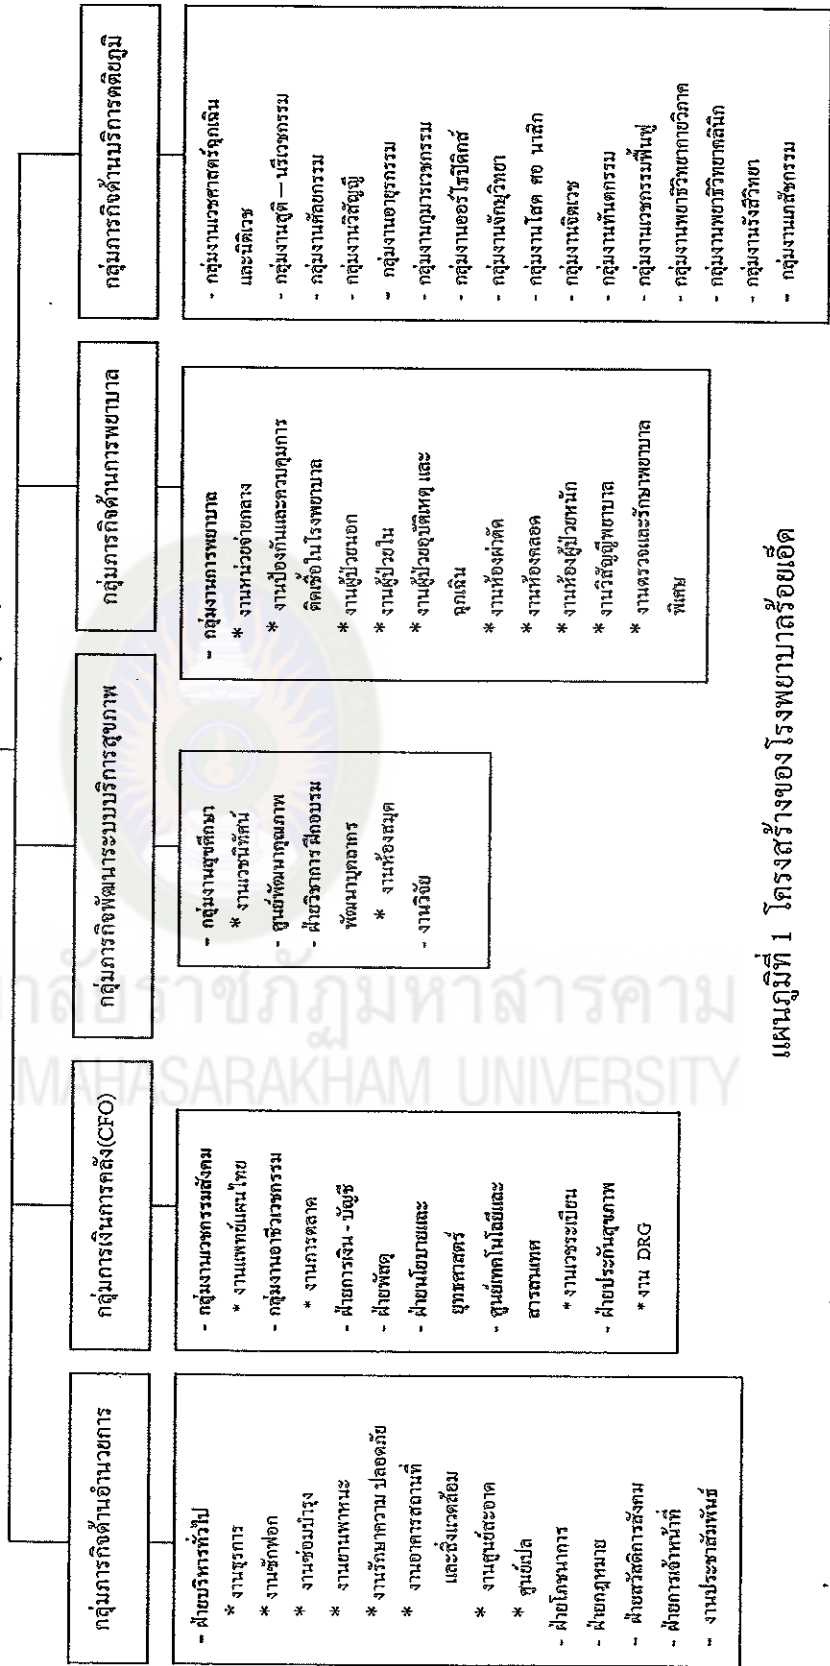 กลุ่มภารกิจด้านอำนวยการ
- ฝ่ายบริหารทั่วไป
* งานธุรการ
* งานซักฟอก
* งานซ่อมบำรุง
* งานยานพาหนะ
* งานรักษาความ ปลอดภัย
* งานอาคารสถานที่
และสิ่งแวดล้อม
* งานศูนย์สะอาด
* ศูนย์เปล
- ฝ่ายโภชนาการ
- ฝ่ายกฎหมาย
- ฝ่ายสวัสดิการสังคม
- ฝ่ายการเจ้าหน้าที่
- งานประชาสัมพันธ์
กลุ่มการเงินการคลัง(CFO)
- กลุ่มงานเวชกรรมสังคม
* งานแพทย์แผนไทย
- กลุ่มงานอาชีวเวชกรรม
* งานการตลาด
- ฝ่ายการเงิน - บัญชี
- ฝ่ายพัสดุ
- ฝ่ายนโยบายและ
ยุทธศาสตร์
- ศูนย์เทคโนโลยีและ
สารสนเทศ
* งานเวชระเบียน
- ฝ่ายประกันสุขภาพ
* งาน DRG
กลุ่มภารกิจพัฒนาระบบบริการสุขภาพ
- กลุ่มงานสุขศึกษา
* งานเวชนิทัศน์
- ศูนย์พัฒนาคุณภาพ
- ฝ่ายวิชาการ ฝึกอบรม
พัฒนาบุคลากร
* งานห้องสมุด
- งานวิจัย
กลุ่มภารกิจด้านการพยาบาล
- กลุ่มงานการพยาบาล
* งานหน่วยจ่ายกลาง
* งานป้องกันและควบคุมการ
ติดเชื้อในโรงพยาบาล
* งานผู้ป่วยนอก
* งานผู้ป่วยใน
* งานผู้ป่วยอุบัติเหตุ และ
ฉุกเฉิน
* งานห้องผ่าตัด
* งานห้องคลอด
* งานห้องผู้ป่วยหนัก
* งานวิสัญญีพยาบาล
* งานตรวจและรักษาพยาบาล
พิเศษ
กลุ่มภารกิจด้านบริการตติยภูมิ
- กลุ่มงานเวชศาสตร์ฉุกเฉิน
และนิติเวช
- กลุ่มงานสูติ – นรีเวชกรรม
- กลุ่มงานศัลยกรรม
- กลุ่มงานวิสัญญี
- กลุ่มงานอายุรกรรม
- กลุ่มงานกุมารเวชกรรม
- กลุ่มงานออร์โธปิดิกส์
- กลุ่มงานจักษุวิทยา
- กลุ่มงานโสต ศอ นาสิก
- กลุ่มงานจิตเวช
- กลุ่มงานทันตกรรม
- กลุ่มงานเวชกรรมฟื้นฟู
- กลุ่มงานพยาธิวิทยากายวิภาค
- กลุ่มงานพยาธิวิทยาคลินิก
- กลุ่มงานรังสีวิทยา
- กลุ่มงานเภสัชกรรม
าลัยราชภัฏมหาสารคาม
MAHASARAKHAM UNIVERSITY
แผนภูมิที่ 1 โครงสร้างของโรงพยาบาลร้อยเอ็ด